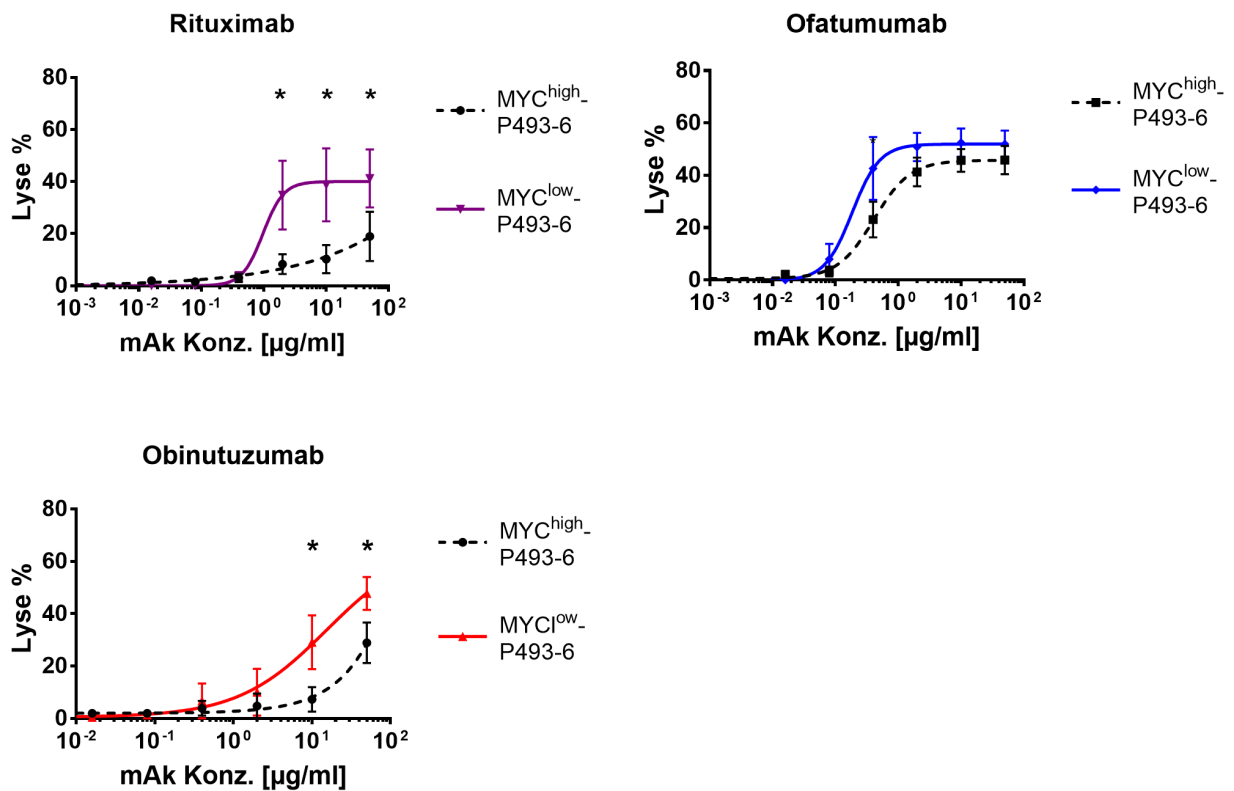 Rituximab
80
60
40
20
0
Lyse %
* * *
10⁻³ 10⁻² 10⁻¹ 10⁰ 10¹ 10²
mAk Konz. [µg/ml]
MYCʰⁱᵍʰ-
P493-6
MYCˡᵒʷ-
P493-6
Ofatumumab
80
60
40
20
0
Lyse %
*
10⁻³ 10⁻² 10⁻¹ 10⁰ 10¹ 10²
mAk Konz. [µg/ml]
MYCʰⁱᵍʰ-
P493-6
MYCˡᵒʷ-
P493-6
Obinutuzumab
80
60
40
20
0
Lyse %
* *
10⁻² 10⁻¹ 10⁰ 10¹ 10²
mAk Konz. [µg/ml]
MYCʰⁱᵍʰ-
P493-6
MYClᵒʷ-
P493-6